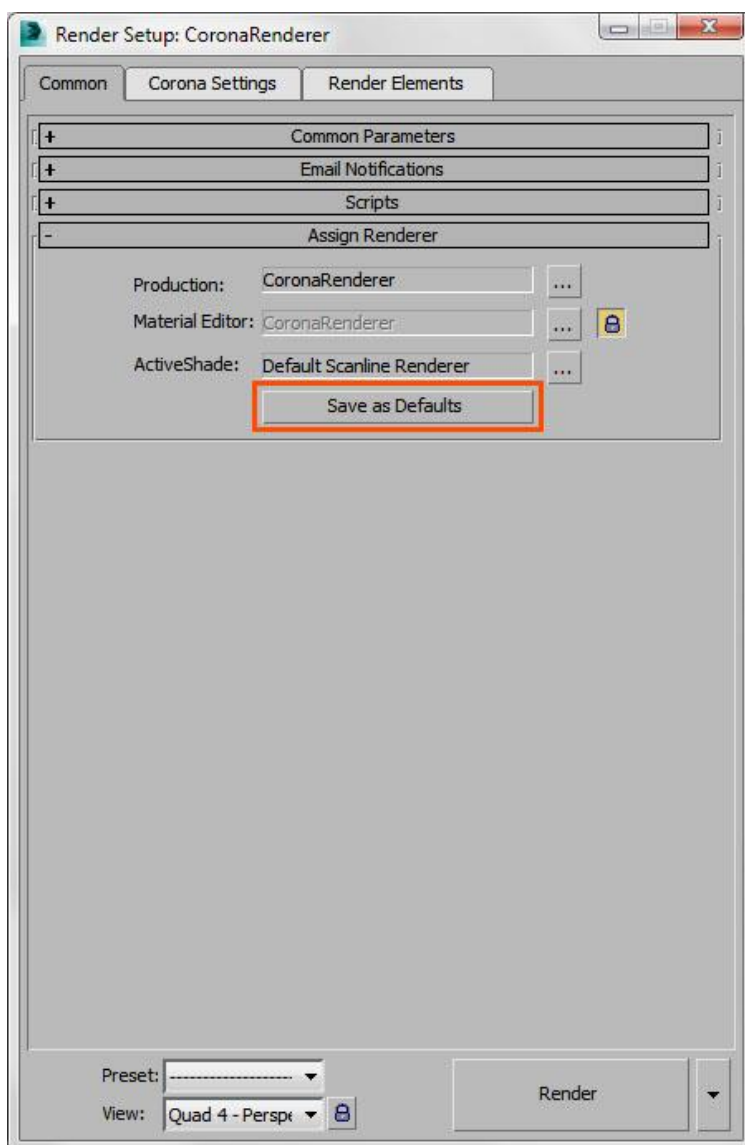 Render Setup: CoronaRenderer
Common Corona Settings Render Elements
+ Common Parameters
+ Email Notifications
+ Scripts
- Assign Renderer
Production: CoronaRenderer ...
Material Editor: CoronaRenderer ...
ActiveShade: Default Scanline Renderer ...
Save as Defaults
Preset: -----------------
View: Quad 4 - Perspe
Render